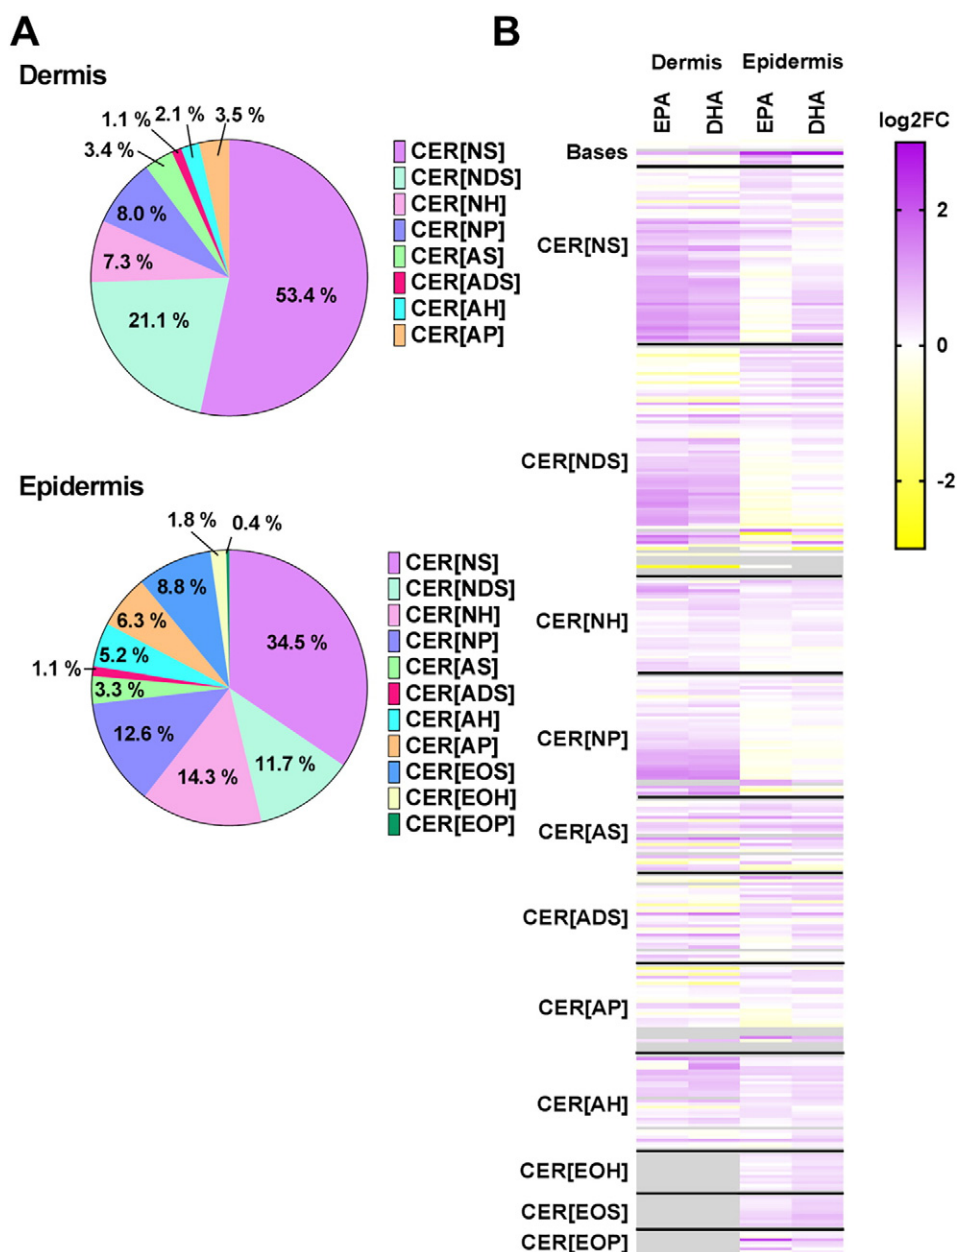 A
Dermis
1.1 %
2.1 %
3.5 %
3.4 %
8.0 %
7.3 %
21.1 %
53.4 %
CER[NS]
CER[NDS]
CER[NH]
CER[NP]
CER[AS]
CER[ADS]
CER[AH]
CER[AP]
Epidermis
1.8 %
0.4 %
8.8 %
6.3 %
5.2 %
1.1 %
3.3 %
12.6 %
14.3 %
11.7 %
34.5 %
CER[NS]
CER[NDS]
CER[NH]
CER[NP]
CER[AS]
CER[ADS]
CER[AH]
CER[AP]
CER[EOS]
CER[EOH]
CER[EOP]
B
Dermis Epidermis
EPA DHA EPA DHA
log2FC
2
0
-2
Bases
CER[NS]
CER[NDS]
CER[NH]
CER[NP]
CER[AS]
CER[ADS]
CER[AP]
CER[AH]
CER[EOH]
CER[EOS]
CER[EOP]